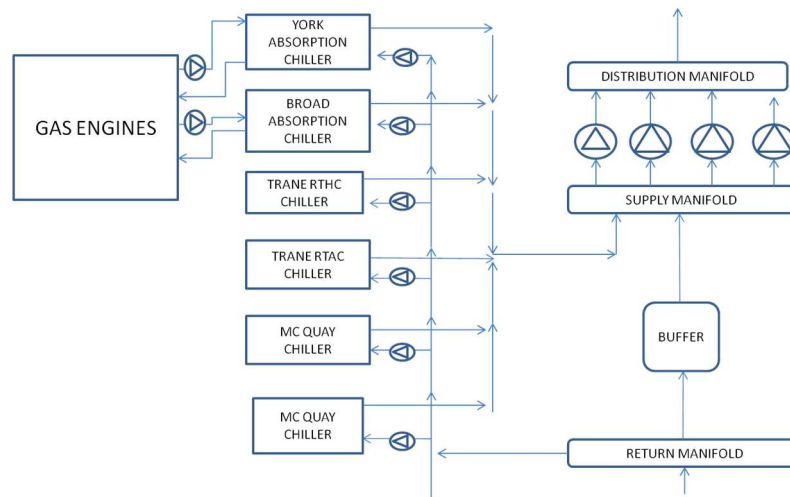 YORK
ABSORPTION
CHILLER
DISTRIBUTION MANIFOLD
GAS ENGINES
BROAD
ABSORPTION
CHILLER
TRANE RTHC
CHILLER
SUPPLY MANIFOLD
TRANE RTAC
CHILLER
MC QUAY
CHILLER
BUFFER
MC QUAY
CHILLER
RETURN MANIFOLD